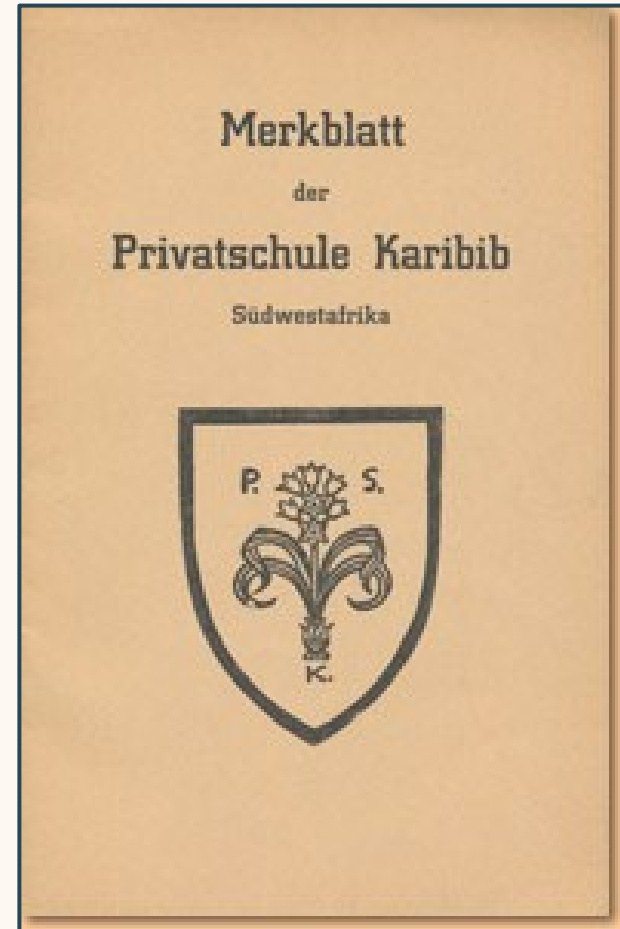 Merkblatt
der
Privatschule Karibib
Südwestafrika
P. S.
K.